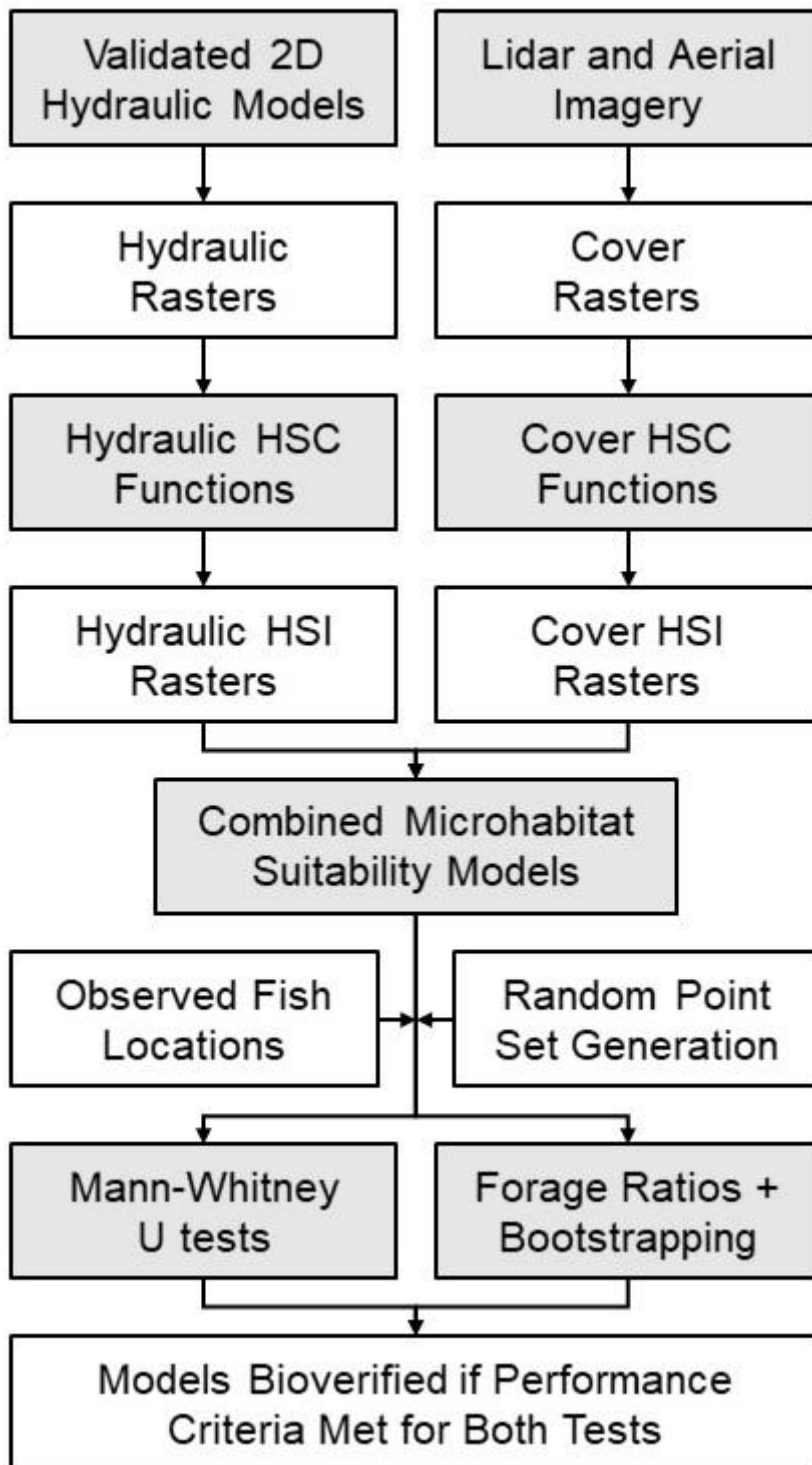 Validated 2D
Hydraulic Models
Lidar and Aerial
Imagery
Hydraulic
Rasters
Cover
Rasters
Hydraulic HSC
Functions
Cover HSC
Functions
Hydraulic HSI
Rasters
Cover HSI
Rasters
Combined Microhabitat
Suitability Models
Observed Fish
Locations
Random Point
Set Generation
Mann-Whitney
U tests
Forage Ratios +
Bootstrapping
Models Bioverified if Performance
Criteria Met for Both Tests